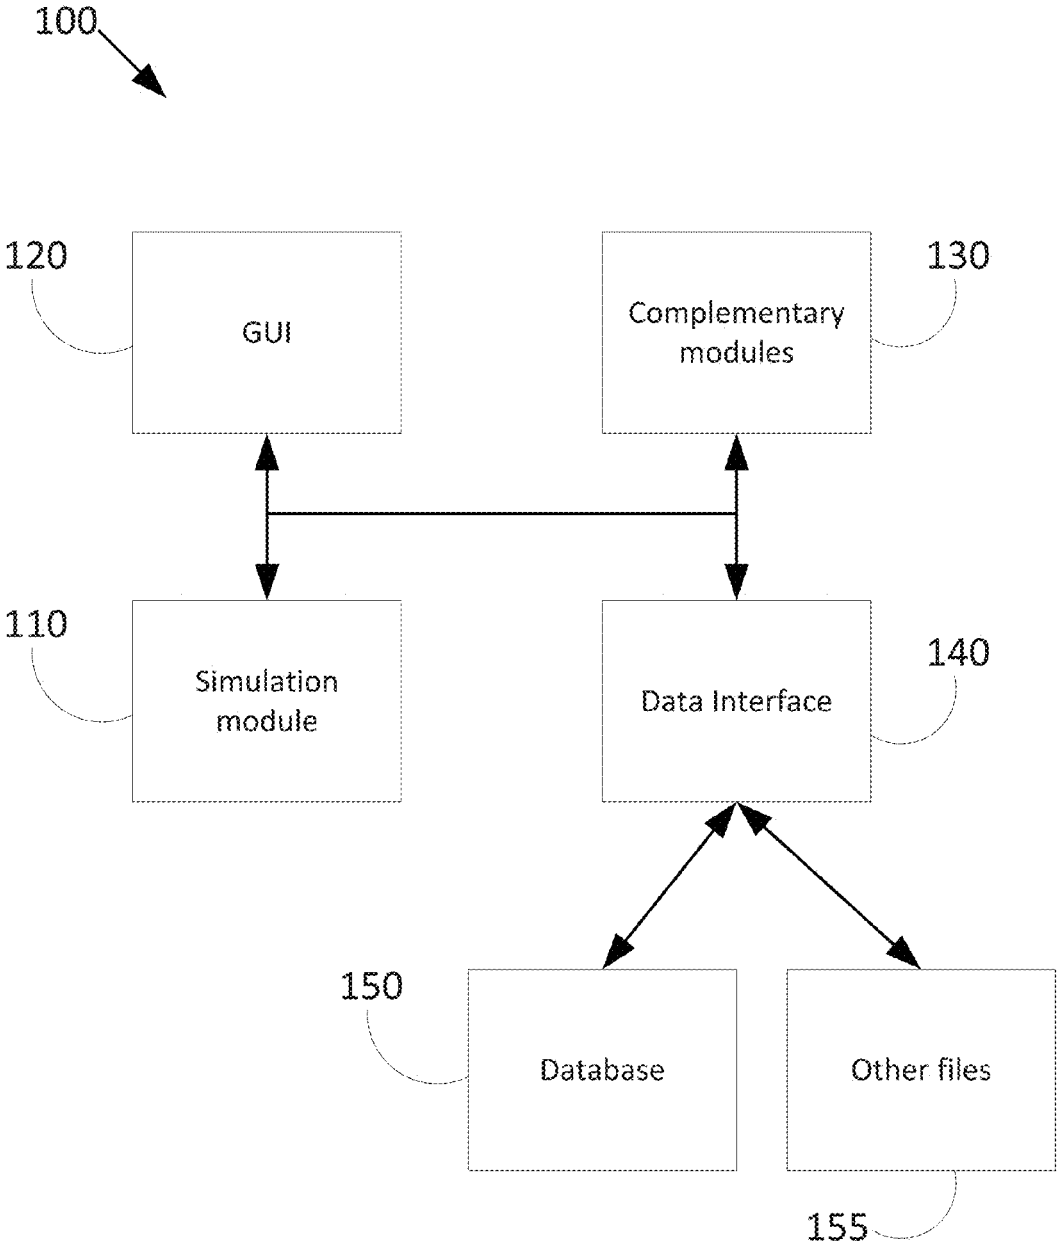 100
120
GUI
130
Complementary
modules
110
Simulation
module
140
Data Interface
150
Database
Other files
155